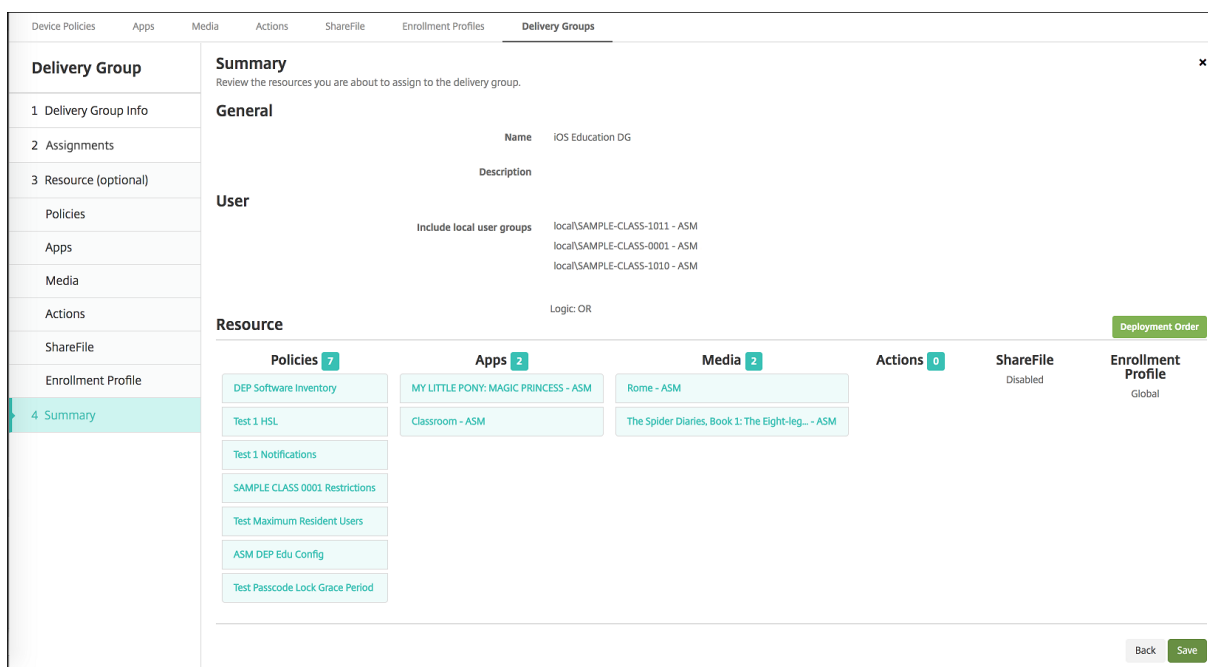 Device Policies Apps Media Actions ShareFile Enrollment Profiles Delivery Groups
Delivery Group
1 Delivery Group Info
2 Assignments
3 Resource (optional)
Policies
Apps
Media
Actions
ShareFile
Enrollment Profile
4 Summary
Summary
Review the resources you are about to assign to the delivery group.
General
Name iOS Education DG
Description
User
Include local user groups local\SAMPLE-CLASS-1011 - ASM
local\SAMPLE-CLASS-0001 - ASM
local\SAMPLE-CLASS-1010 - ASM
Logic: OR
Resource
Deployment Order
Policies 7
DEP Software Inventory
Test 1 HSL
Test 1 Notifications
SAMPLE CLASS 0001 Restrictions
Test Maximum Resident Users
ASM DEP Edu Config
Test Passcode Lock Grace Period
Apps 2
MY LITTLE PONY: MAGIC PRINCESS - ASM
Classroom - ASM
Media 2
Rome - ASM
The Spider Diaries, Book 1: The Eight-leg... - ASM
Actions 0
ShareFile
Disabled
Enrollment
Profile
Global
Back Save